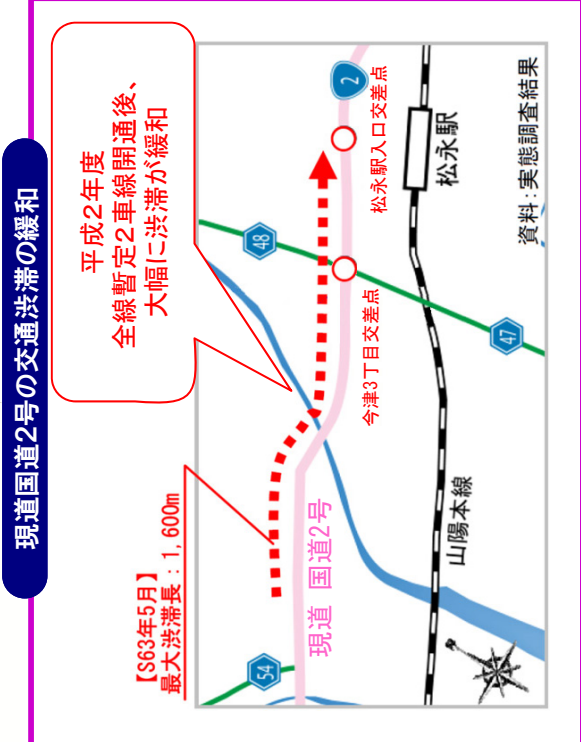 現道国道2号の交通渋滞の緩和
平成2年度
全線暫定2車線開通後、
大幅に渋滞が緩和
【S63年5月】
最大渋滞長：1,600m
54
48
2
47
現道 国道2号
今津3丁目交差点
松永駅入口交差点
松永駅
山陽本線
資料：実態調査結果